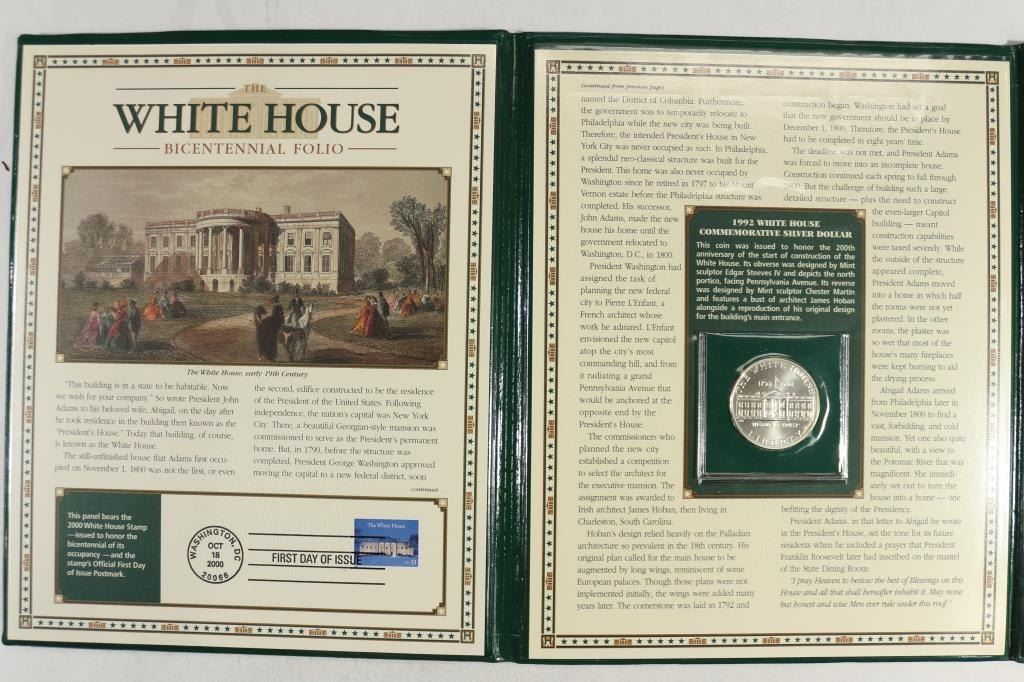 THE
WHITE HOUSE
BICENTENNIAL FOLIO
The White House, early 19th Century
"This building is in a state to be habitable. Now
we wish for your company." So wrote President John
Adams to his beloved wife, Abigail, on the day after
he took residence in the building then known as the
"President's House." Today that building, of course,
is known as the White House.
The still-unfinished house that Adams first occu-
pied on November 1, 1800 was not the first, or even
the second, edifice constructed to be the residence
of the President of the United States. Following
independence, the nation's capital was New York
City. There, a beautiful Georgian-style mansion was
commissioned to serve as the President's permanent
home. But, in 1790, before the structure was
completed, President George Washington approved
moving the capital to a new federal district, soon
continued...
This panel bears the
2000 White House Stamp
—issued to honor the
bicentennial of its
occupancy —and the
stamp's Official First Day
of Issue Postmark.
WASHINGTON, DC
OCT
18
2000
20066
FIRST DAY OF ISSUE
The White House
USA 33
(continued from previous page)
named the District of Columbia. Furthermore,
the government was to temporarily relocate to
Philadelphia while the new city was being built.
Therefore, the intended President's House in New
York City was never occupied as such. In Philadelphia,
a splendid neo-classical structure was built for the
President. This home was also never occupied by
Washington since he retired in 1797 to his Mount
Vernon estate before the Philadelphia structure was
completed. His successor,
John Adams, made the new
house his home until the
government relocated to
Washington, D.C., in 1800.
President Washington had
assigned the task of
planning the new federal
city to Pierre L'Enfant, a
French architect whose
work he admired. L'Enfant
envisioned the new capitol
atop the city's most
commanding hill, and from
it radiating a grand
Pennsylvania Avenue that
would be anchored at the
opposite end by the
President's House.
The commissioners who
planned the new city
established a competition
to select the architect for
the executive mansion. The
assignment was awarded to
Irish architect James Hoban, then living in
Charleston, South Carolina.
Hoban's design relied heavily on the Palladian
architecture so prevalent in the 18th century. His
original plan called for the main house to be
augmented by long wings, reminiscent of some
European palaces. Though those plans were not
implemented initially, the wings were added many
years later. The cornerstone was laid in 1792 and
construction began. Washington had set a goal
that the new government should be in place by
December 1, 1800. Therefore, the President's House
had to be completed in eight years' time.
The deadline was not met, and President Adams
was forced to move into an incomplete house.
Construction continued each spring to fall through
1800. But the challenge of building such a large,
detailed structure — plus the need to construct
the even-larger Capitol
building — meant
construction capabilities
were taxed severely. While
the outside of the structure
appeared complete,
President Adams moved
into a home in which half
the rooms were not yet
plastered. In the other
rooms, the plaster was
so wet that most of the
house's many fireplaces
were kept burning to aid
the drying process.
Abigail Adams arrived
from Philadelphia later in
November 1800 to find a
vast, forbidding, and cold
mansion. Yet one also quite
beautiful, with a view to
the Potomac River that was
magnificent. She immedi-
ately set out to turn the
house into a home — one
befitting the dignity of the Presidency.
President Adams, in that letter to Abigail he wrote
in the President's House, set the tone for its future
residents when he included a prayer that President
Franklin Roosevelt later had inscribed on the mantel
of the State Dining Room:
"I pray Heaven to bestow the best of Blessings on this
House and all that shall hereafter inhabit it. May none
but honest and wise Men ever rule under this roof."
1992 WHITE HOUSE
COMMEMORATIVE SILVER DOLLAR
This coin was issued to honor the 200th
anniversary of the start of construction of the
White House. Its obverse was designed by Mint
sculptor Edgar Steeves IV and depicts the north
portico, facing Pennsylvania Avenue. Its reverse
was designed by Mint sculptor Chester Martin
and features a bust of architect James Hoban
alongside a reproduction of his original design
for the building's main entrance.
THE WHITE HOUSE
1792 1992
IN GOD WE TRUST
LIBERTY